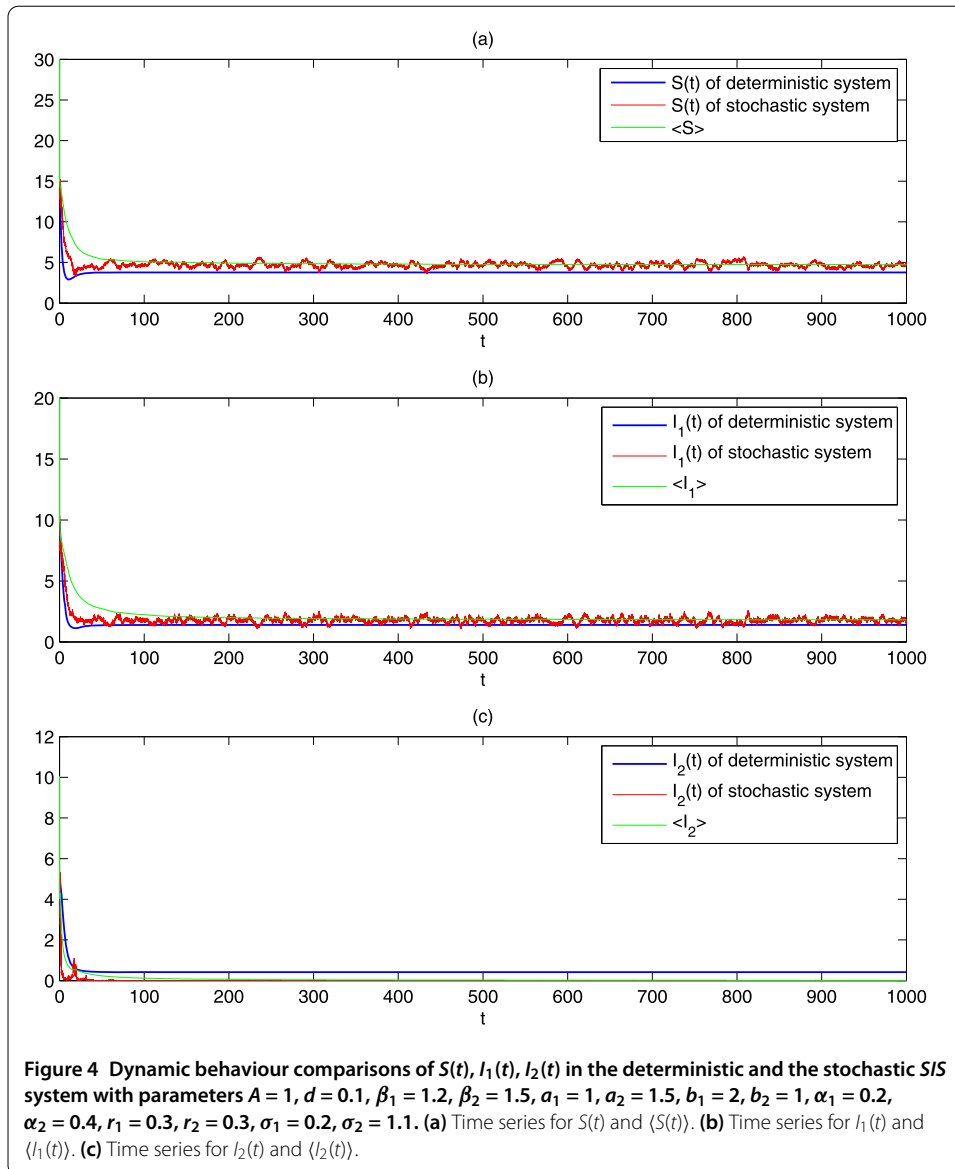 (a)
30
25
20
15
10
5
0
S(t) of deterministic system
S(t) of stochastic system
<S>
0 100 200 300 400 500 600 700 800 900 1000
t
(b)
20
15
10
5
0
I_1(t) of deterministic system
I_1(t) of stochastic system
<I_1>
0 100 200 300 400 500 600 700 800 900 1000
t
(c)
12
10
8
6
4
2
0
I_2(t) of deterministic system
I_2(t) of stochastic system
<I_2>
0 100 200 300 400 500 600 700 800 900 1000
t
Figure 4 Dynamic behaviour comparisons of S(t), I₁(t), I₂(t) in the deterministic and the stochastic SIS
system with parameters A = 1, d = 0.1, β₁ = 1.2, β₂ = 1.5, a₁ = 1, a₂ = 1.5, b₁ = 2, b₂ = 1, α₁ = 0.2,
α₂ = 0.4, r₁ = 0.3, r₂ = 0.3, σ₁ = 0.2, σ₂ = 1.1. (a) Time series for S(t) and ⟨S(t)⟩. (b) Time series for I₁(t) and
⟨I₁(t)⟩. (c) Time series for I₂(t) and ⟨I₂(t)⟩.